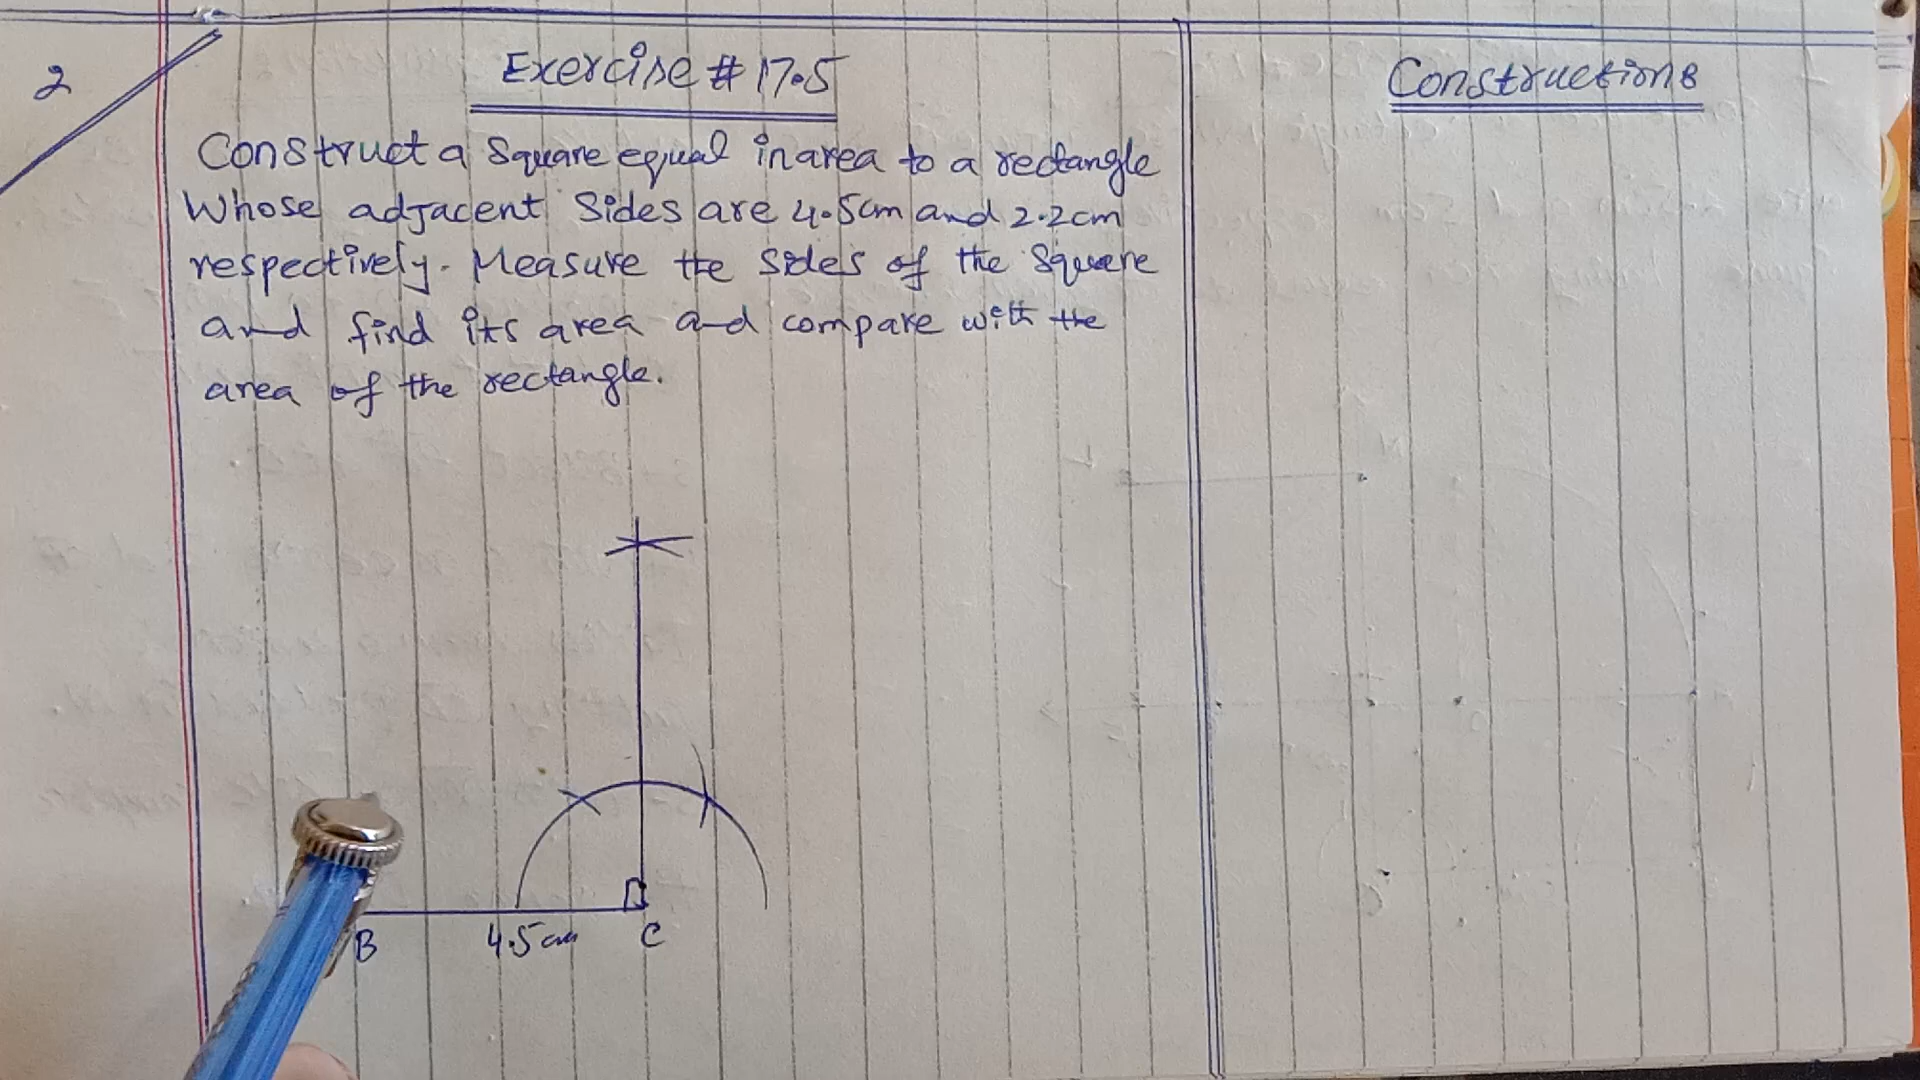 2
Exercise # 17.5
Constructions
Construct a Square equal in area to a rectangle
Whose adjacent Sides are 4.5cm and 2.2cm
respectively. Measure the sides of the Square
and find its area and compare with the
area of the rectangle.
B 4.5 cm C